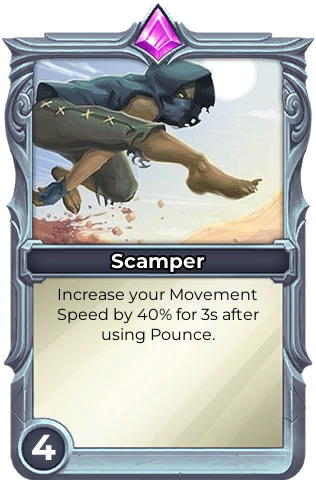 Scamper
Increase your Movement
Speed by 40% for 3s after
using Pounce.
4